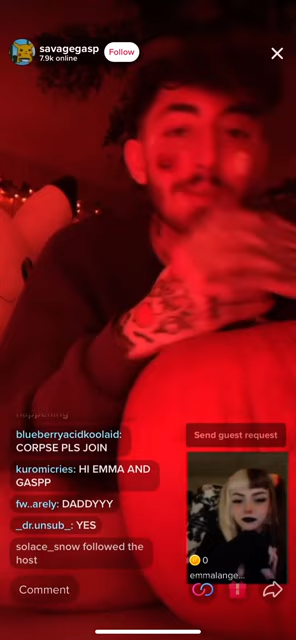 savagegasp
7.9k online
Follow
happening
blueberryacidkoolaid:
CORPSE PLS JOIN
kuromicries: HI EMMA AND
GASPP
fw..arely: DADDYYY
_dr.unsub_: YES
solace_snow followed the
host
Send guest request
0
emmalange...
Comment